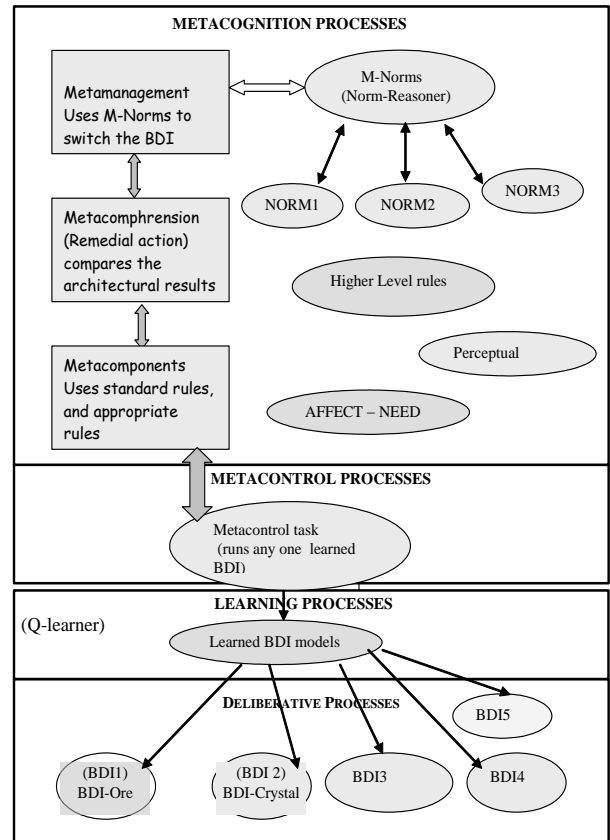 METACOGNITION PROCESSES
Metamanagement
Uses M-Norms to
switch the BDI
M-Norms
(Norm-Reasoner)
NORM1
NORM2
NORM3
Metacomphrension
(Remedial action)
compares the
architectural results
Higher Level rules
Perceptual
Metacomponents
Uses standard rules,
and appropriate
rules
AFFECT – NEED
METACONTROL PROCESSES
Metacontrol task
(runs any one learned
BDI)
LEARNING PROCESSES
(Q-learner)
Learned BDI models
DELIBERATIVE PROCESSES
BDI5
(BDI1)
BDI-Ore
(BDI 2)
BDI-Crystal
BDI3
BDI4